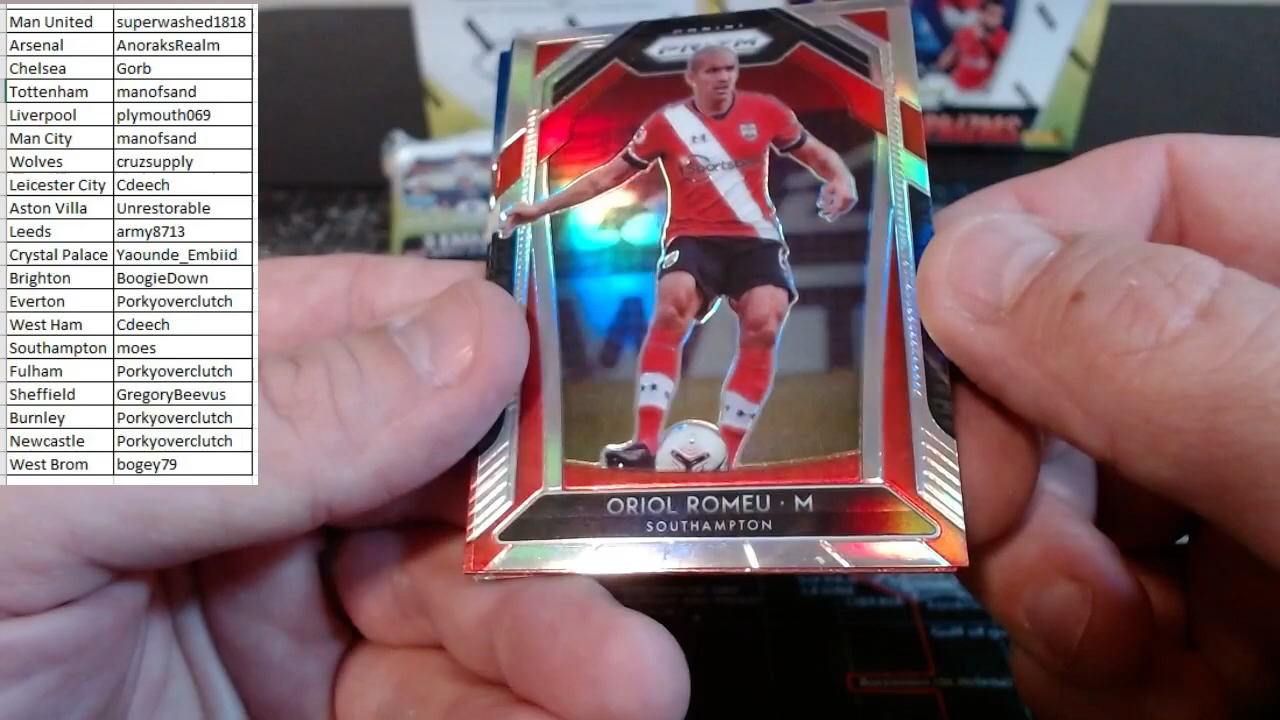 Man United superwashed1818
Arsenal AnoraksRealm
Chelsea Gorb
Tottenham manofsand
Liverpool plymouth069
Man City manofsand
Wolves cruzsupply
Leicester City Cdeech
Aston Villa Unrestorable
Leeds army8713
Crystal Palace Yaounde_Embiid
Brighton BoogieDown
Everton Porkyoverclutch
West Ham Cdeech
Southampton moes
Fulham Porkyoverclutch
Sheffield GregoryBeevus
Burnley Porkyoverclutch
Newcastle Porkyoverclutch
West Brom bogey79
PANINI
PRIZM
ORIOL ROMEU · M
SOUTHAMPTON
PRIZMS